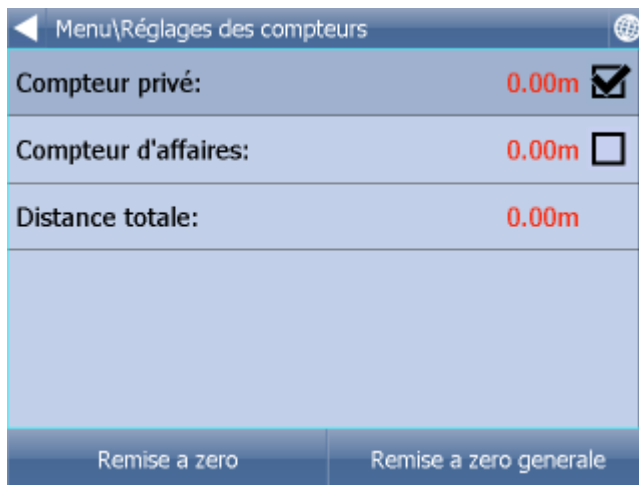 Menu\Réglages des compteurs
Compteur privé: 0.00m
Compteur d'affaires: 0.00m
Distance totale: 0.00m
Remise a zero Remise a zero generale